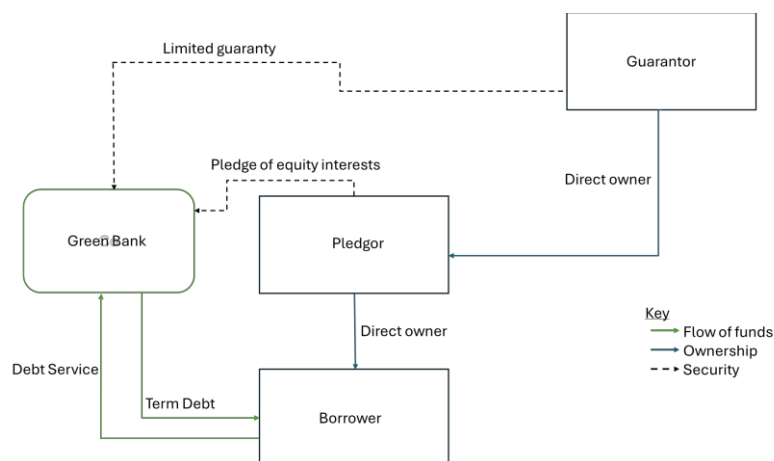 Limited guaranty
Guarantor
Pledge of equity interests
Direct owner
Green Bank
Pledgor
Key
Flow of funds
Direct owner
Ownership
Debt Service
Security
Term Debt
Borrower